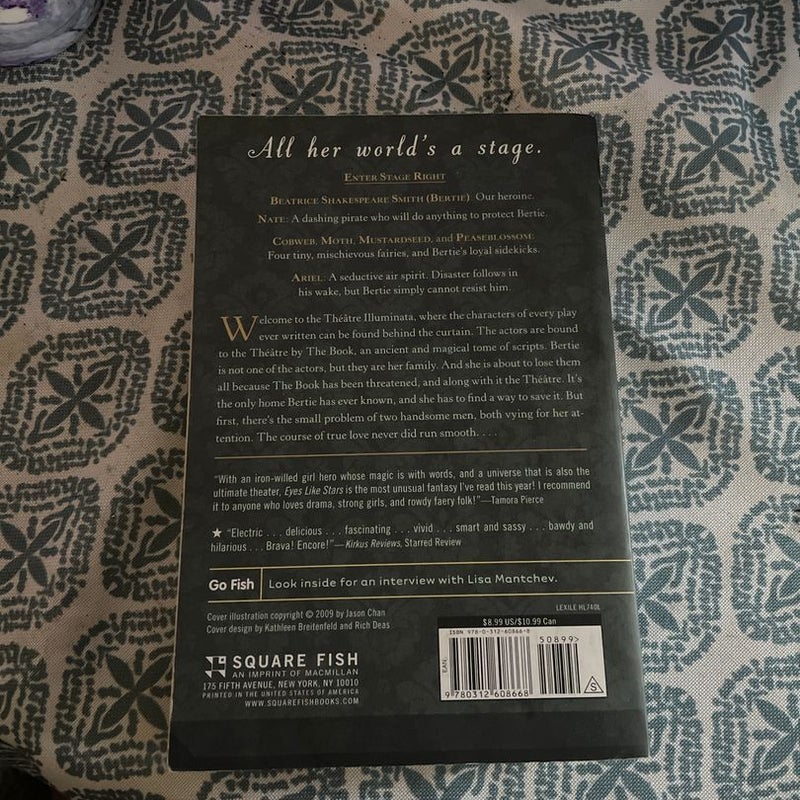 All her world's a stage.
Enter Stage Right
Beatrice Shakespeare Smith (Bertie) Our heroine.
Nate: A dashing pirate who will do anything to protect Bertie.
Cobweb, Moth, Mustardseed, and Peaseblossom:
Four tiny, mischievous fairies, and Bertie's loyal sidekicks.
Ariel: A seductive air spirit. Disaster follows in
his wake, but Bertie simply cannot resist him.
Welcome to the Théâtre Illuminata, where the characters of every play
ever written can be found behind the curtain. The actors are bound
to the Théâtre by The Book, an ancient and magical tome of scripts. Bertie
is not one of the actors, but they are her family. And she is about to lose them
all because The Book has been threatened, and along with it the Théâtre. It's
the only home Bertie has ever known, and she has to find a way to save it. But
first, there's the small problem of two handsome men, both vying for her at-
tention. The course of true love never did run smooth. . . .
"With an iron-willed girl hero whose magic is with words, and a universe that is also the
ultimate theater, Eyes Like Stars is the most unusual fantasy I've read this year! I recommend
it to anyone who loves drama, strong girls, and rowdy faery folk!"—Tamora Pierce
★ "Electric . . . delicious . . . fascinating . . . vivid . . . smart and sassy . . . bawdy and
hilarious . . . Brava! Encore!"—Kirkus Reviews, Starred Review
Go Fish Look inside for an interview with Lisa Mantchev.
Cover illustration copyright © 2009 by Jason Chan
Cover design by Kathleen Breitenfeld and Rich Deas
LEXILE HL740L
$8.99 US/$10.99 Can
ISBN 978-0-312-60866-8
50899>
EAN
9 780312 608668
S
SQUARE FISH
AN IMPRINT OF MACMILLAN
175 FIFTH AVENUE, NEW YORK, NY 10010
PRINTED IN THE UNITED STATES OF AMERICA
WWW.SQUAREFISHBOOKS.COM